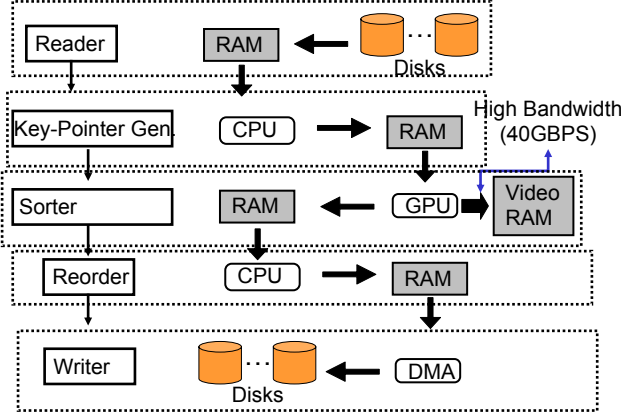 Reader
RAM
...
Disks
Key-Pointer Gen.
CPU
RAM
High Bandwidth
(40GBPS)
Sorter
RAM
GPU
Video
RAM
Reorder
CPU
RAM
Writer
...
Disks
DMA